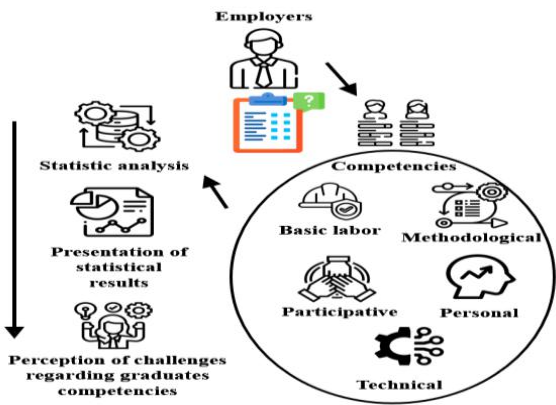 Employers
?
Statistic analysis
Presentation of
statistical
results
Perception of challenges
regarding graduates
competencies
Competencies
Basic labor
Methodological
Participative
Personal
Technical